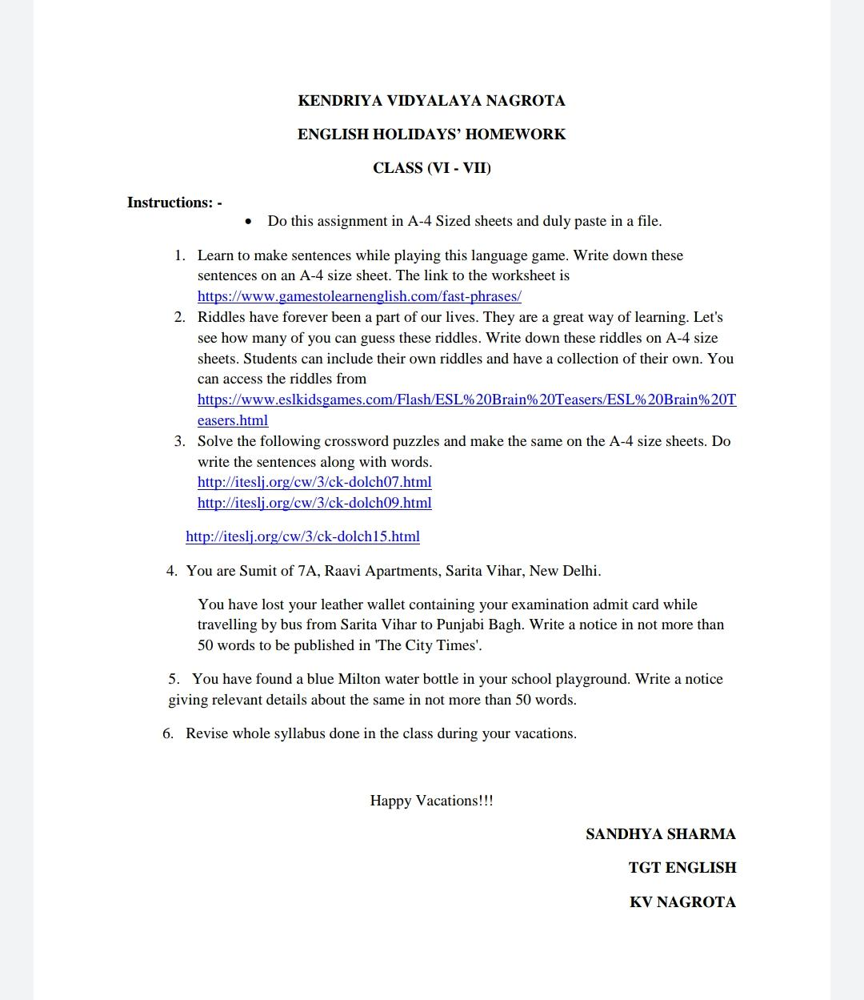 KENDRIYA VIDYALAYA NAGROTA
ENGLISH HOLIDAYS’ HOMEWORK
CLASS (VI - VII)
Instructions: -
• Do this assignment in A-4 Sized sheets and duly paste in a file.
1. Learn to make sentences while playing this language game. Write down these
sentences on an A-4 size sheet. The link to the worksheet is
https://www.gamestolearnenglish.com/fast-phrases/
2. Riddles have forever been a part of our lives. They are a great way of learning. Let's
see how many of you can guess these riddles. Write down these riddles on A-4 size
sheets. Students can include their own riddles and have a collection of their own. You
can access the riddles from
https://www.eslkidsgames.com/Flash/ESL%20Brain%20Teasers/ESL%20Brain%20T
easers.html
3. Solve the following crossword puzzles and make the same on the A-4 size sheets. Do
write the sentences along with words.
http://iteslj.org/cw/3/ck-dolch07.html
http://iteslj.org/cw/3/ck-dolch09.html
http://iteslj.org/cw/3/ck-dolch15.html
4. You are Sumit of 7A, Raavi Apartments, Sarita Vihar, New Delhi.
You have lost your leather wallet containing your examination admit card while
travelling by bus from Sarita Vihar to Punjabi Bagh. Write a notice in not more than
50 words to be published in 'The City Times'.
5. You have found a blue Milton water bottle in your school playground. Write a notice
giving relevant details about the same in not more than 50 words.
6. Revise whole syllabus done in the class during your vacations.
Happy Vacations!!!
SANDHYA SHARMA
TGT ENGLISH
KV NAGROTA